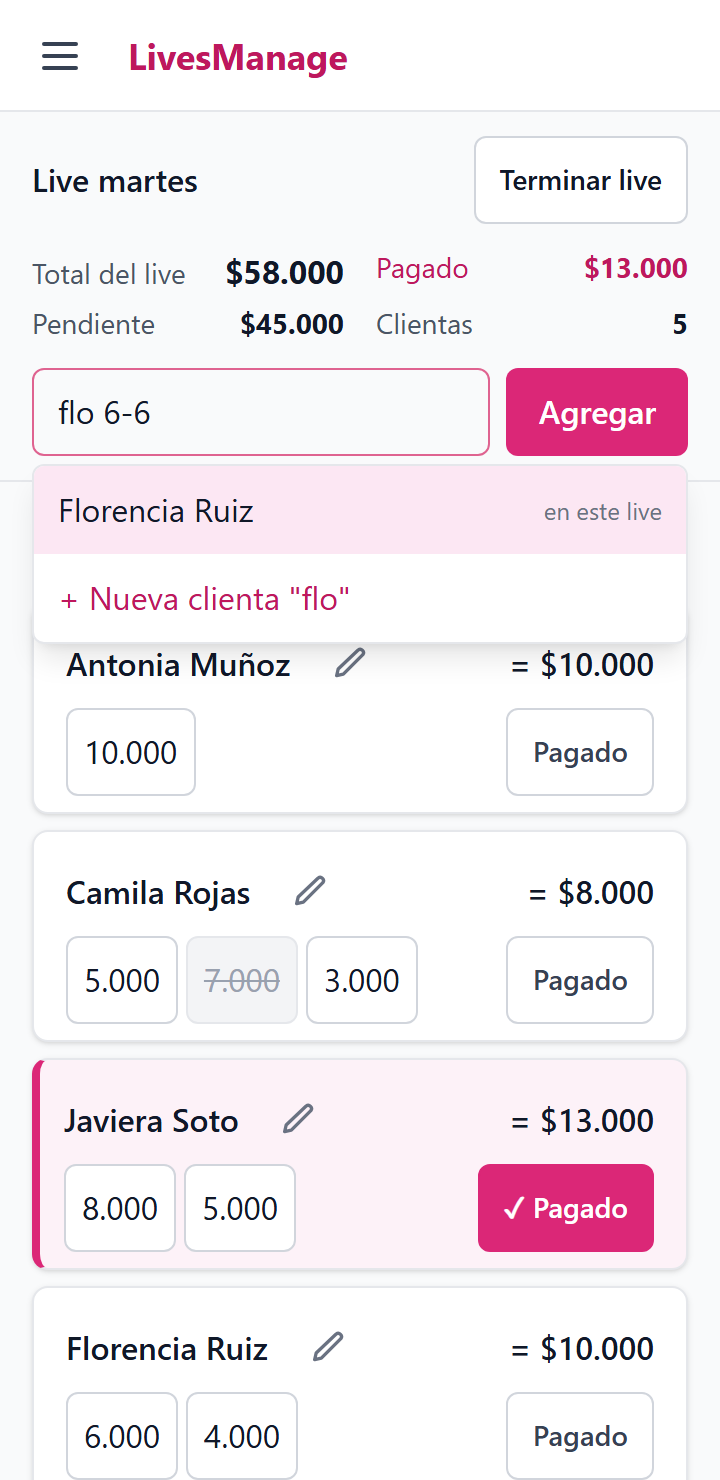 LivesManage
Live martes
Terminar live
Total del live $58.000 Pagado $13.000
Pendiente $45.000 Clientas 5
flo 6-6 Agregar
Florencia Ruiz en este live
+ Nueva clienta "flo"
Antonia Muñoz = $10.000
10.000 Pagado
Camila Rojas = $8.000
5.000 7.000 3.000 Pagado
Javiera Soto = $13.000
8.000 5.000 ✓ Pagado
Florencia Ruiz = $10.000
6.000 4.000 Pagado